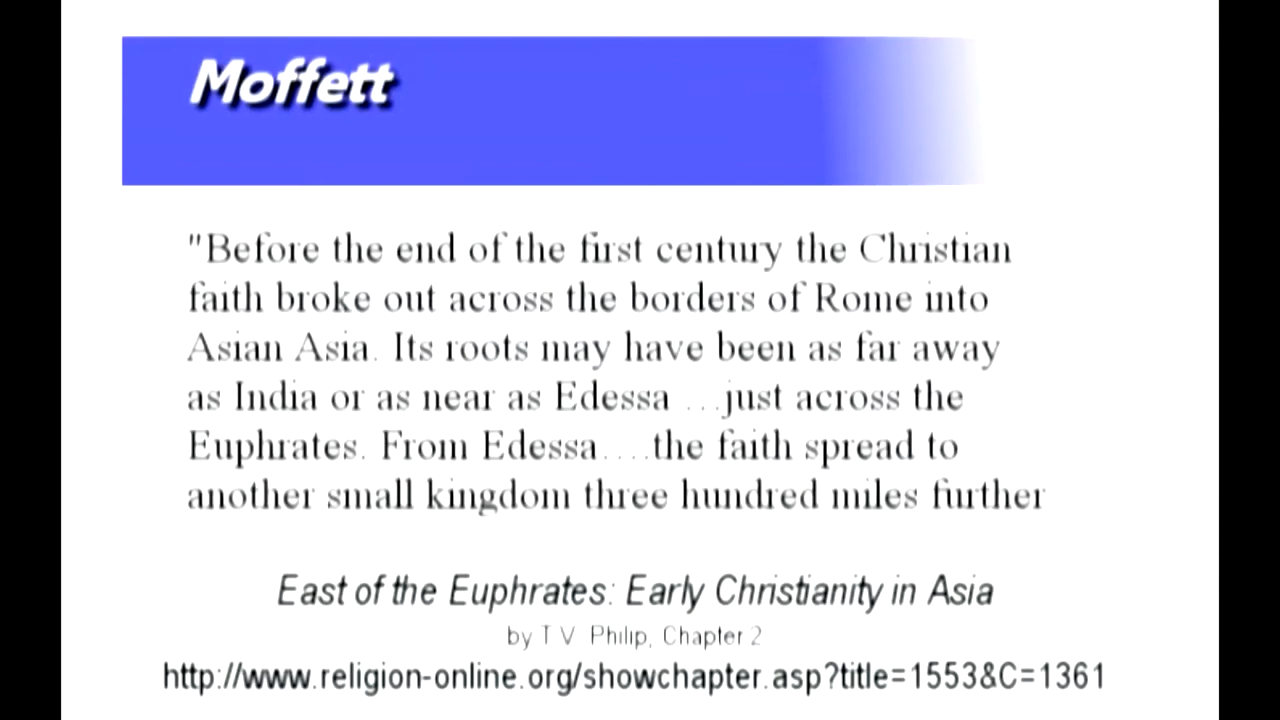 Moffett
"Before the end of the first century the Christian
faith broke out across the borders of Rome into
Asian Asia. Its roots may have been as far away
as India or as near as Edessa ...just across the
Euphrates. From Edessa....the faith spread to
another small kingdom three hundred miles further
East of the Euphrates: Early Christianity in Asia
by T V Philip, Chapter 2
http://www.religion-online.org/showchapter.asp?title=1553&C=1361